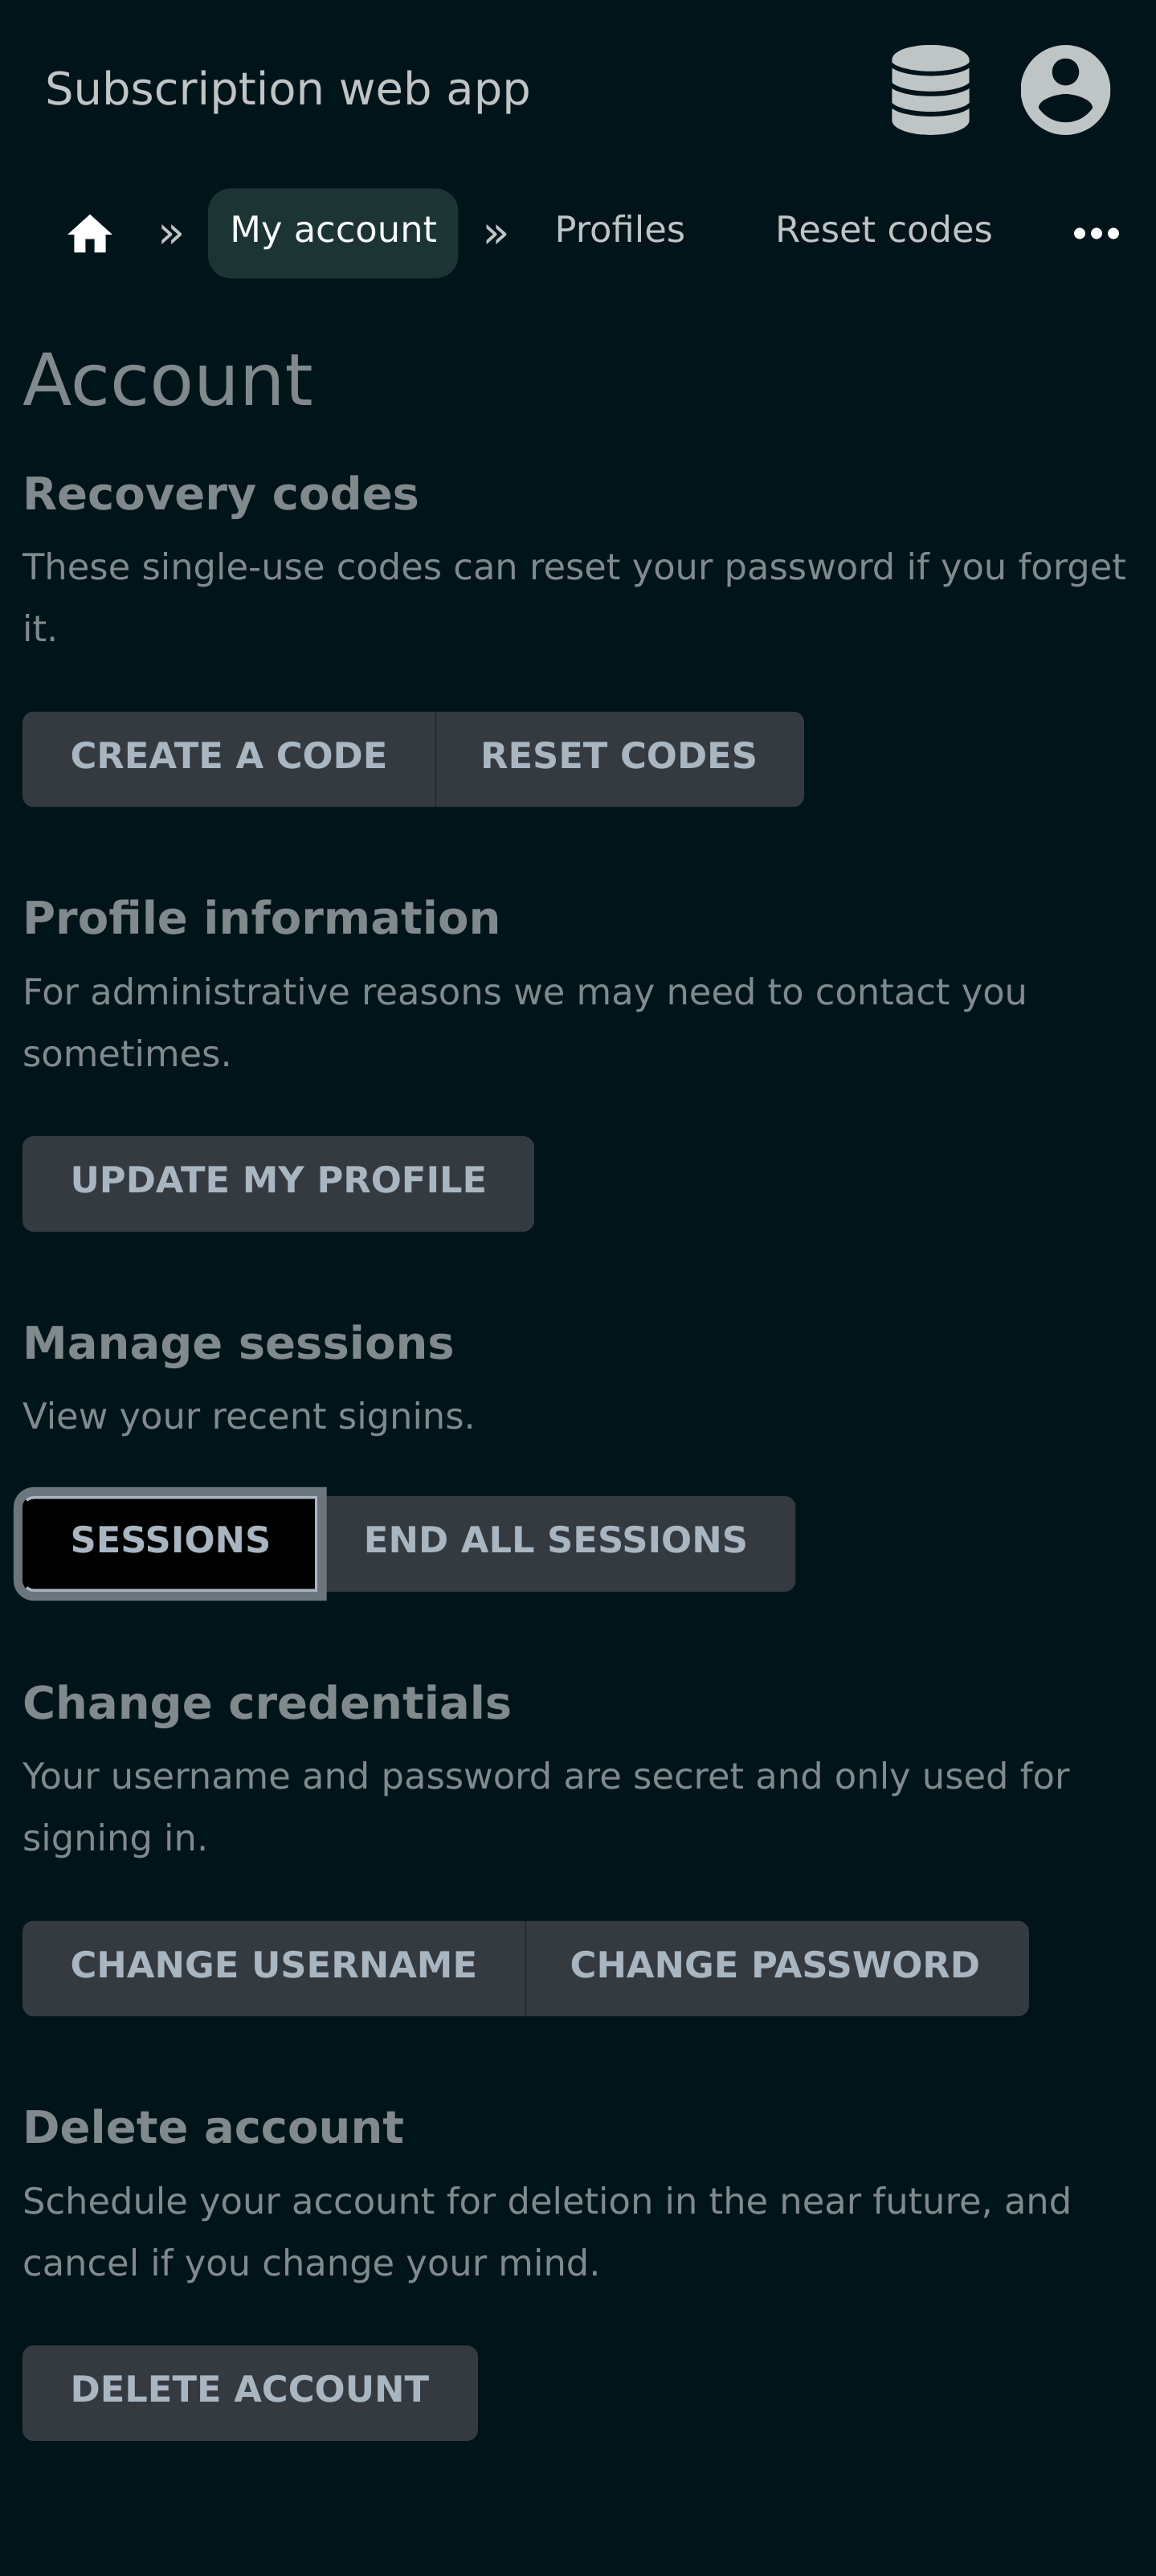 Subscription web app
» My account » Profiles Reset codes
Account
Recovery codes
These single-use codes can reset your password if you forget
it.
CREATE A CODE RESET CODES
Profile information
For administrative reasons we may need to contact you
sometimes.
UPDATE MY PROFILE
Manage sessions
View your recent signins.
SESSIONS END ALL SESSIONS
Change credentials
Your username and password are secret and only used for
signing in.
CHANGE USERNAME CHANGE PASSWORD
Delete account
Schedule your account for deletion in the near future, and
cancel if you change your mind.
DELETE ACCOUNT